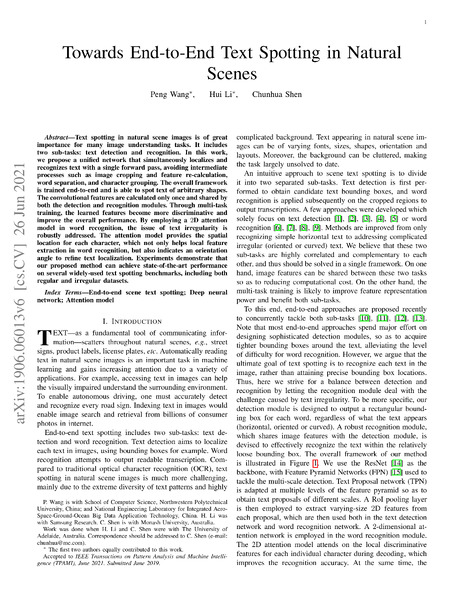 1
Towards End-to-End Text Spotting in Natural
Scenes
Peng Wang*, Hui Li*, Chunhua Shen
Abstract—Text spotting in natural scene images is of great
importance for many image understanding tasks. It includes
two sub-tasks: text detection and recognition. In this work,
we propose a unified network that simultaneously localizes and
recognizes text with a single forward pass, avoiding intermediate
processes such as image cropping and feature re-calculation,
word separation, and character grouping. The overall framework
is trained end-to-end and is able to spot text of arbitrary shapes.
The convolutional features are calculated only once and shared by
both the detection and recognition modules. Through multi-task
training, the learned features become more discriminative and
improve the overall performance. By employing a 2D attention
model in word recognition, the issue of text irregularity is
robustly addressed. The attention model provides the spatial
location for each character, which not only helps local feature
extraction in word recognition, but also indicates an orientation
angle to refine text localization. Experiments demonstrate that
our proposed method can achieve state-of-the-art performance
on several widely-used text spotting benchmarks, including both
regular and irregular datasets.
Index Terms—End-to-end scene text spotting; Deep neural
network; Attention model
I. INTRODUCTION
TEXT—as a fundamental tool of communicating infor-
mation—scatters throughout natural scenes, e.g., street
signs, product labels, license plates, etc. Automatically reading
text in natural scene images is an important task in machine
learning and gains increasing attention due to a variety of
applications. For example, accessing text in images can help
the visually impaired understand the surrounding environment.
To enable autonomous driving, one must accurately detect
and recognize every road sign. Indexing text in images would
enable image search and retrieval from billions of consumer
photos in internet.
End-to-end text spotting includes two sub-tasks: text de-
tection and word recognition. Text detection aims to localize
each text in images, using bounding boxes for example. Word
recognition attempts to output readable transcription. Com-
pared to traditional optical character recognition (OCR), text
spotting in natural scene images is much more challenging,
mainly due to the extreme diversity of text patterns and highly
P. Wang is with School of Computer Science, Northwestern Polytechnical
University, China; and National Engineering Laboratory for Integrated Aero-
Space-Ground-Ocean Big Data Application Technology, China. H. Li was
with Samsung Research. C. Shen is with Monash University, Australia.
Work was done when H. Li and C. Shen were with The University of
Adelaide, Australia. Correspondence should be addressed to C. Shen (e-mail:
chunhua@me.com).
* The first two authors equally contributed to this work.
Accepted to IEEE Transactions on Pattern Analysis and Machine Intelli-
gence (TPAMI), June 2021. Submitted June 2019.
complicated background. Text appearing in natural scene im-
ages can be of varying fonts, sizes, shapes, orientation and
layouts. Moreover, the background can be cluttered, making
the task largely unsolved to date.
An intuitive approach to scene text spotting is to divide
it into two separated sub-tasks. Text detection is first per-
formed to obtain candidate text bounding boxes, and word
recognition is applied subsequently on the cropped regions to
output transcriptions. A few approaches were developed which
solely focus on text detection [1], [2], [3], [4], [5] or word
recognition [6], [7], [8], [9]. Methods are improved from only
recognizing simple horizontal text to addressing complicated
irregular (oriented or curved) text. We believe that these two
sub-tasks are highly correlated and complementary to each
other, and thus should be solved in a single framework. On one
hand, image features can be shared between these two tasks
so as to reducing computational cost. On the other hand, the
multi-task training is likely to improve feature representation
power and benefit both sub-tasks.
To this end, end-to-end approaches are proposed recently
to concurrently tackle both sub-tasks [10], [11], [12], [13].
Note that most end-to-end approaches spend major effort on
designing sophisticated detection modules, so as to acquire
tighter bounding boxes around the text, alleviating the level
of difficulty for word recognition. However, we argue that the
ultimate goal of text spotting is to recognize each text in the
image, rather than attaining precise bounding box locations.
Thus, here we strive for a balance between detection and
recognition by letting the recognition module deal with the
challenge caused by text irregularity. To be more specific, our
detection module is designed to output a rectangular bound-
ing box for each word, regardless of what the text appears
(horizontal, oriented or curved). A robust recognition module,
which shares image features with the detection module, is
devised to effectively recognize the text within the relatively
loose bounding box. The overall framework of our method
is illustrated in Figure 1. We use the ResNet [14] as the
backbone, with Feature Pyramid Networks (FPN) [15] used to
tackle the multi-scale detection. Text Proposal network (TPN)
is adapted at multiple levels of the feature pyramid so as to
obtain text proposals of different scales. A RoI pooling layer
is then employed to extract varying-size 2D features from
each proposal, which are then used both in the text detection
network and word recognition network. A 2-dimensional at-
tention network is employed in the word recognition module.
The 2D attention model attends on the local discriminative
features for each individual character during decoding, which
improves the recognition accuracy. At the same time, the
arXiv:1906.06013v6 [cs.CV] 26 Jun 2021